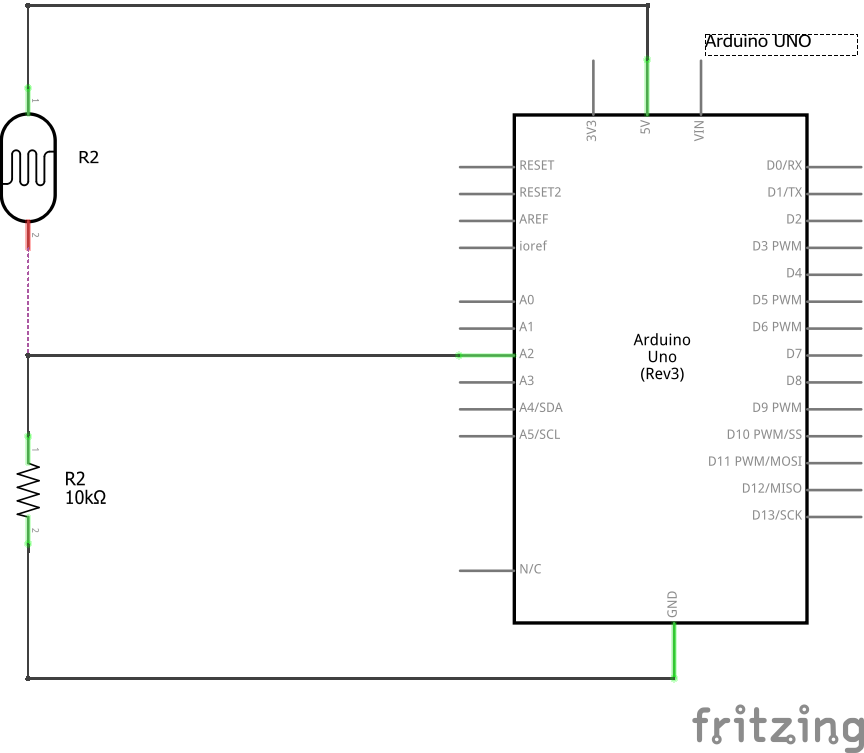 Arduino UNO
3V3
5V
VIN
1
R2
2
RESET
RESET2
AREF
ioref
A0
A1
A2
A3
A4/SDA
A5/SCL
N/C
D0/RX
D1/TX
D2
D3 PWM
D4
D5 PWM
D6 PWM
D7
D8
D9 PWM
D10 PWM/SS
D11 PWM/MOSI
D12/MISO
D13/SCK
Arduino
Uno
(Rev3)
1
R2
10kΩ
2
GND
fritzing